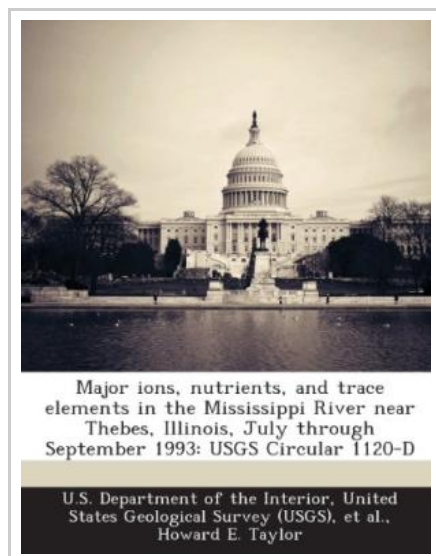 Major ions, nutrients, and trace
elements in the Mississippi River near
Thebes, Illinois, July through
September 1993: USGS Circular 1120-D
U.S. Department of the Interior, United
States Geological Survey (USGS), et al.,
Howard E. Taylor